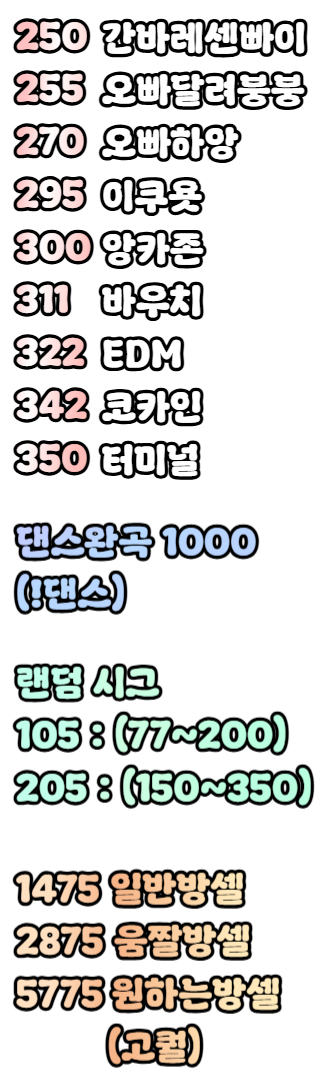 250 간바레센빠이
255 오빠달려붕붕
270 오빠하앙
295 이쿠욧
300 앙카존
311 바우치
322 EDM
342 코카인
350 터미널
댄스완곡 1000
(!댄스)
랜덤 시그
105 : (77~200)
205 : (150~350)
1475 일반방셀
2875 움짤방셀
5775 원하는방셀
(고퀄)